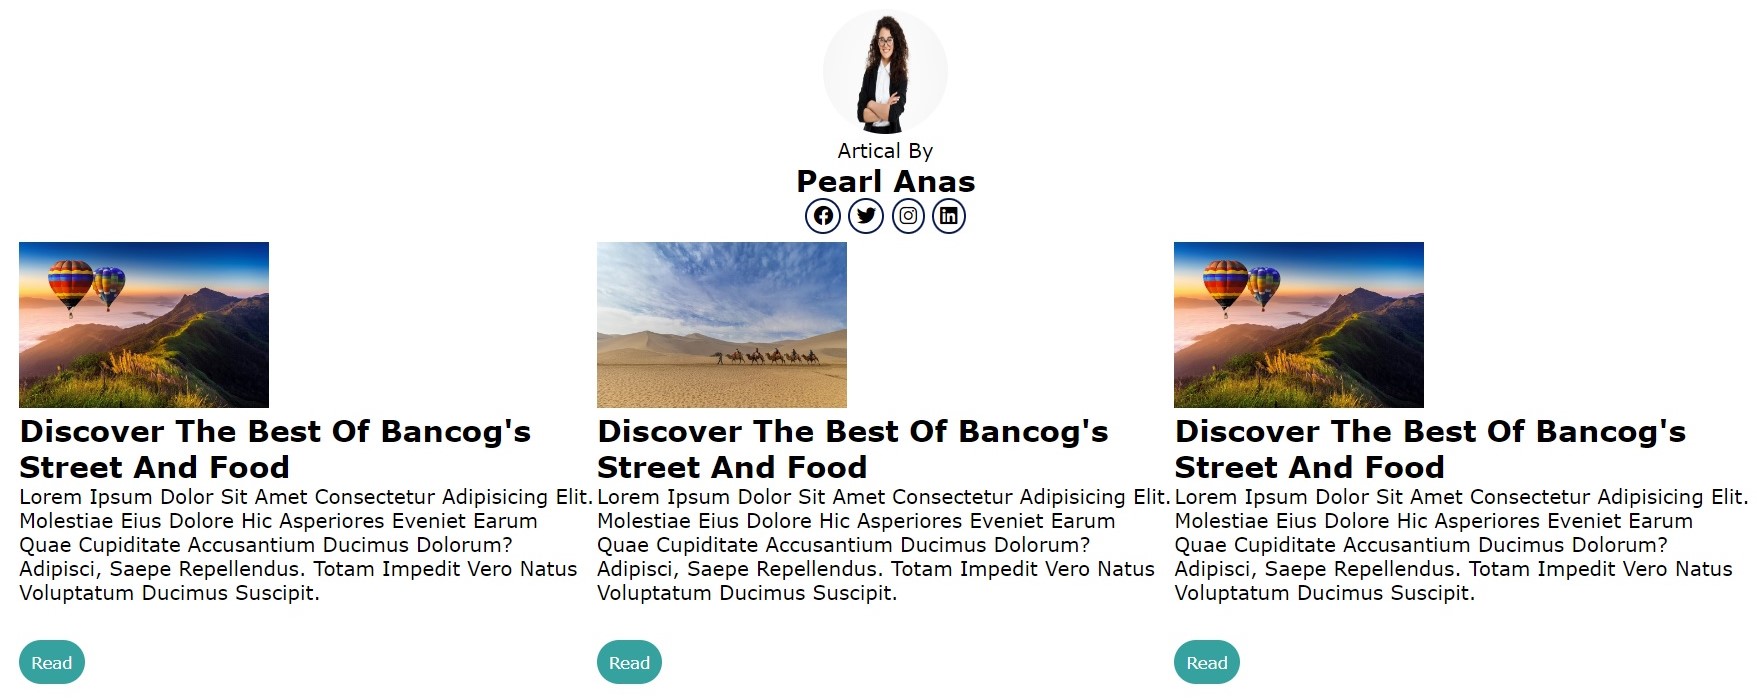 Artical By
Pearl Anas
Discover The Best Of Bancog's
Street And Food
Lorem Ipsum Dolor Sit Amet Consectetur Adipisicing Elit.
Molestiae Eius Dolore Hic Asperiores Eveniet Earum
Quae Cupiditate Accusantium Ducimus Dolorum?
Adipisci, Saepe Repellendus. Totam Impedit Vero Natus
Voluptatum Ducimus Suscipit.
Read
Discover The Best Of Bancog's
Street And Food
Lorem Ipsum Dolor Sit Amet Consectetur Adipisicing Elit.
Molestiae Eius Dolore Hic Asperiores Eveniet Earum
Quae Cupiditate Accusantium Ducimus Dolorum?
Adipisci, Saepe Repellendus. Totam Impedit Vero Natus
Voluptatum Ducimus Suscipit.
Read
Discover The Best Of Bancog's
Street And Food
Lorem Ipsum Dolor Sit Amet Consectetur Adipisicing Elit.
Molestiae Eius Dolore Hic Asperiores Eveniet Earum
Quae Cupiditate Accusantium Ducimus Dolorum?
Adipisci, Saepe Repellendus. Totam Impedit Vero Natus
Voluptatum Ducimus Suscipit.
Read